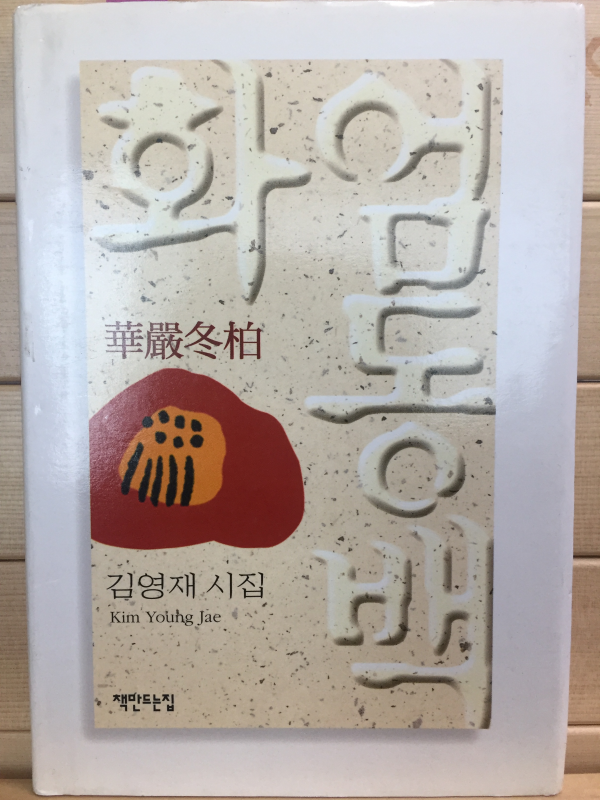 화엄동백
華嚴冬柏
김영재 시집
Kim Young Jae
책만드는집